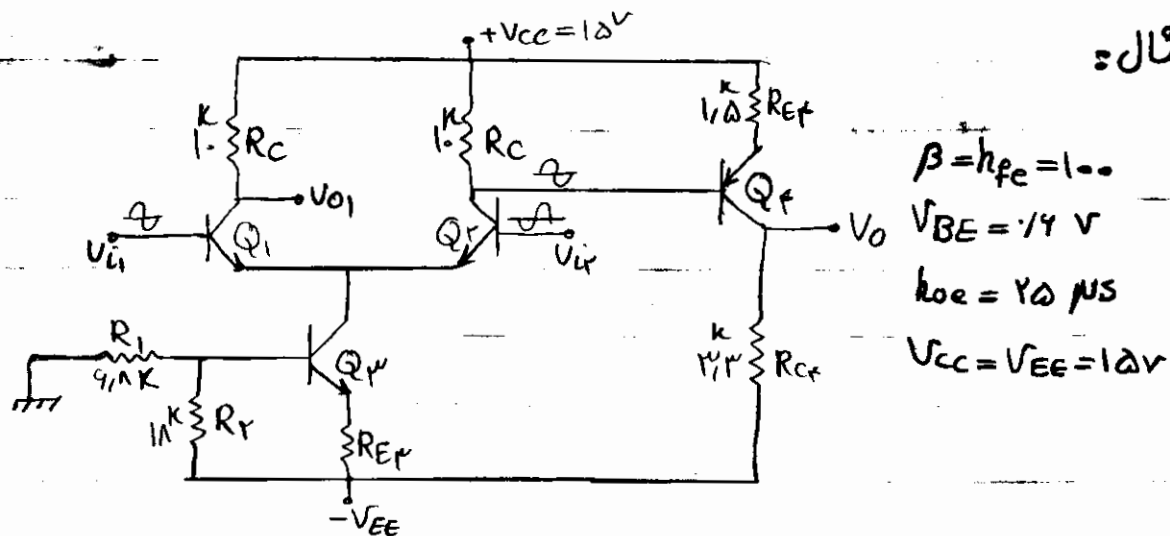 مثال:
+VCC = ۱۵V
۱۰K RC
۱۰K RC
۱,۵K RE۴
VO۱
Vi۱
Q۱
Q۲
Vi۲
Q۴
VO
R۱
۶,۸K
Q۳
۱۸K R۲
RE۳
۳,۳K RC۴
-VEE
β = hfe = ۱۰۰
VBE = ۰/۶ V
hoe = ۲۵ μS
VCC = VEE = ۱۵V